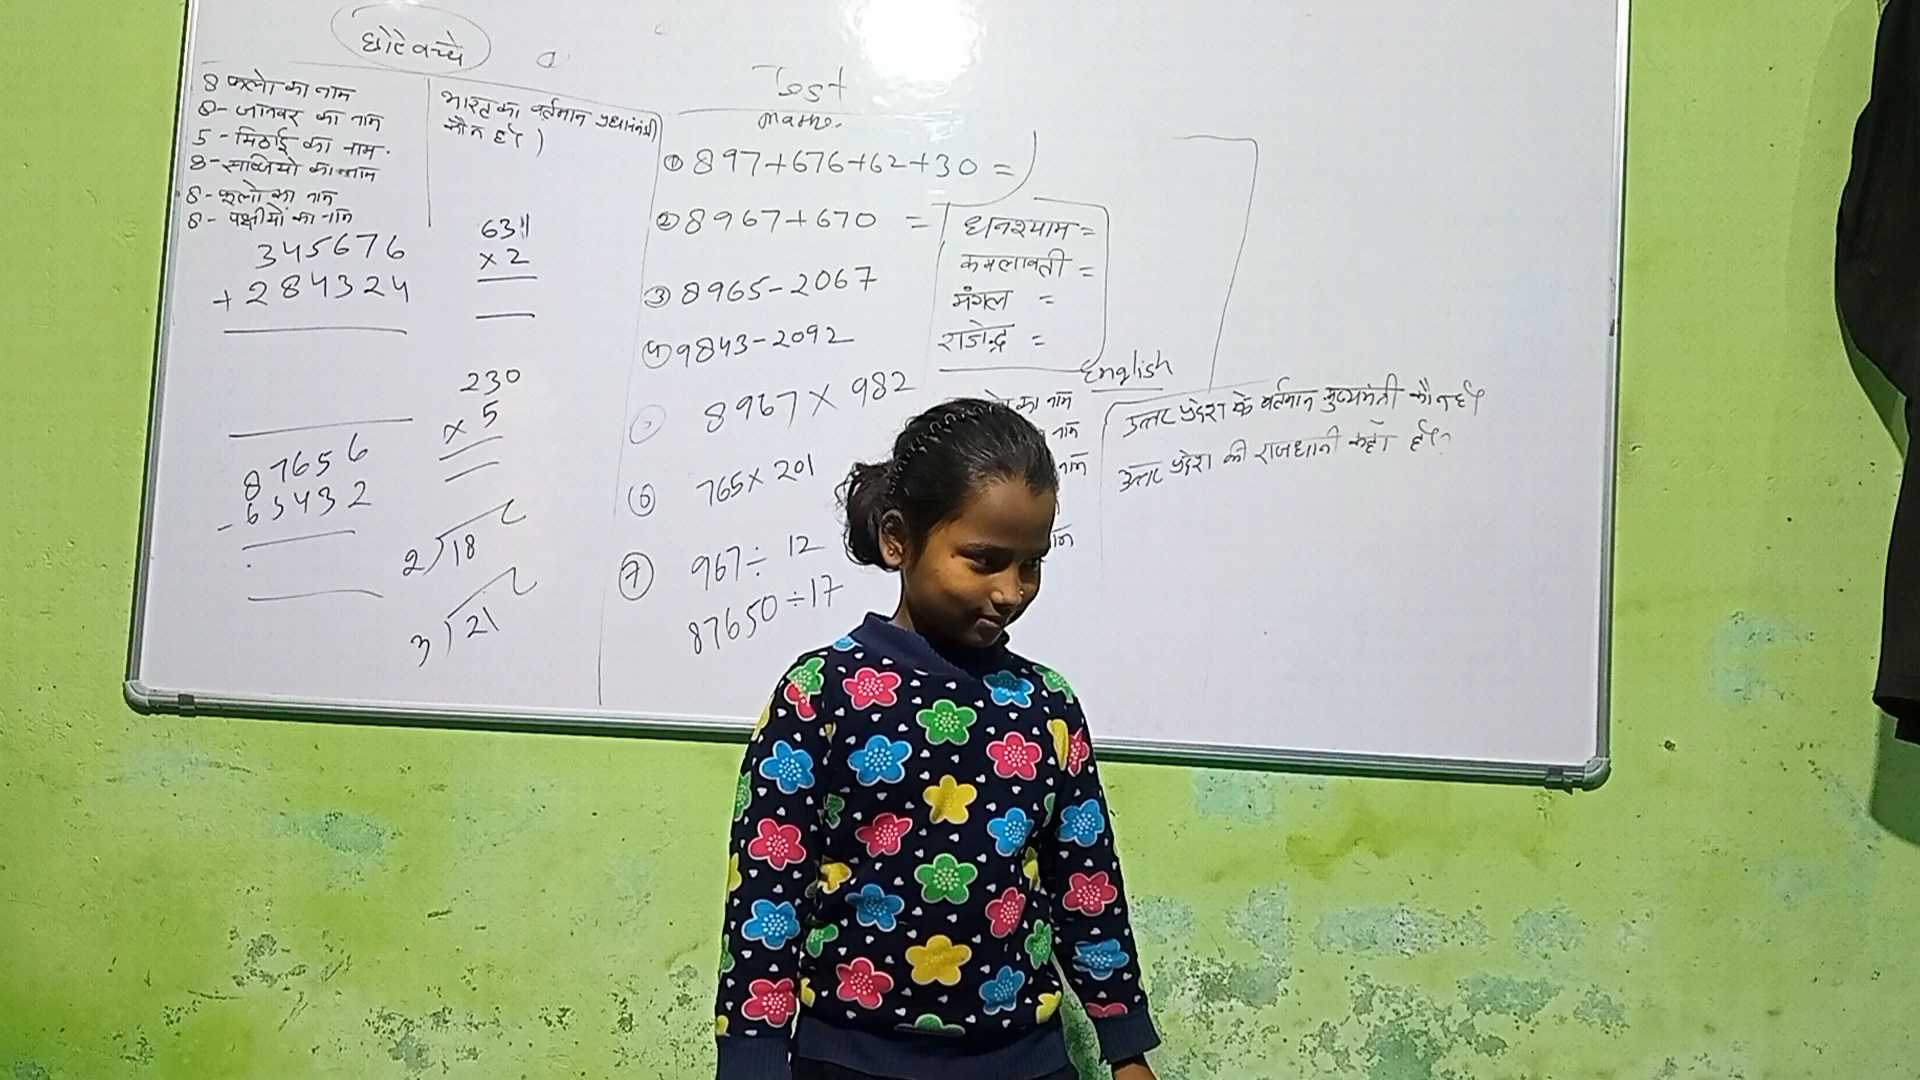 छोटे बच्चे
8 फलो का नाम
8- जानवर का नाम
5 - मिठाई का नाम.
8- सब्जियो का नाम
8- फूलो का नाम
8- पक्षीयों का नाम
345676
+ 284324
87656
- 65432
भारत का वर्तमान प्रधानमंत्री
कौन है।)
631
x 2
230
x 5
2)18
3)21
Test
Maths.
① 897+676+62+30 =
② 8967+670 =
③ 8965-2067
④ 9843-2092
8967 x 982
⑥ 765x 201
⑦ 967÷ 12
87650 ÷17
घनश्याम =
कमलावती =
मंगल =
राजेन्द्र =
English
का नाम
नाम
नाम
उत्तर प्रदेश के वर्तमान मुख्यमंत्री कौन है।
उत्तर प्रदेश की राजधानी कहाँ है।?